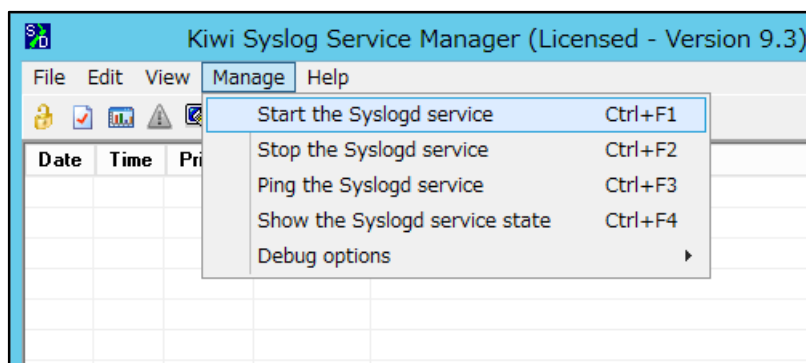 Kiwi Syslog Service Manager (Licensed - Version 9.3)
File Edit View Manage Help
Start the Syslogd service Ctrl+F1
Stop the Syslogd service Ctrl+F2
Ping the Syslogd service Ctrl+F3
Show the Syslogd service state Ctrl+F4
Debug options
Date Time